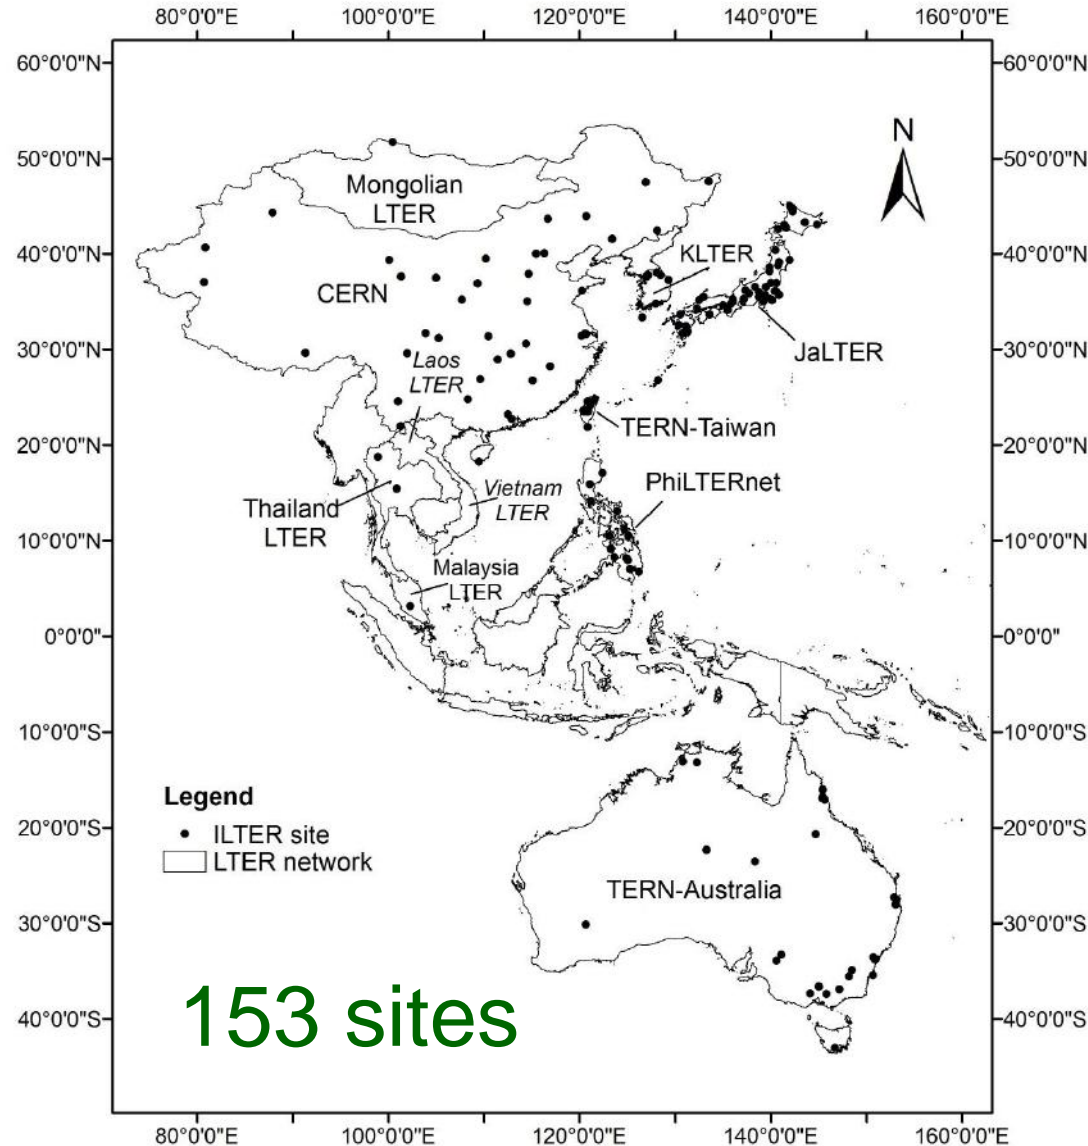 80°0'0"E 100°0'0"E 120°0'0"E 140°0'0"E 160°0'0"E
60°0'0"N 60°0'0"N
N
50°0'0"N 50°0'0"N
Mongolian
LTER
40°0'0"N 40°0'0"N
KLTER
CERN
JaLTER
30°0'0"N 30°0'0"N
Laos
LTER
TERN-Taiwan
20°0'0"N 20°0'0"N
PhiLTERnet
Vietnam
LTER
Thailand
LTER
10°0'0"N 10°0'0"N
Malaysia
LTER
0°0'0" 0°0'0"
10°0'0"S 10°0'0"S
Legend
ILTER site
LTER network
20°0'0"S 20°0'0"S
TERN-Australia
30°0'0"S 30°0'0"S
153 sites
40°0'0"S 40°0'0"S
80°0'0"E 100°0'0"E 120°0'0"E 140°0'0"E 160°0'0"E